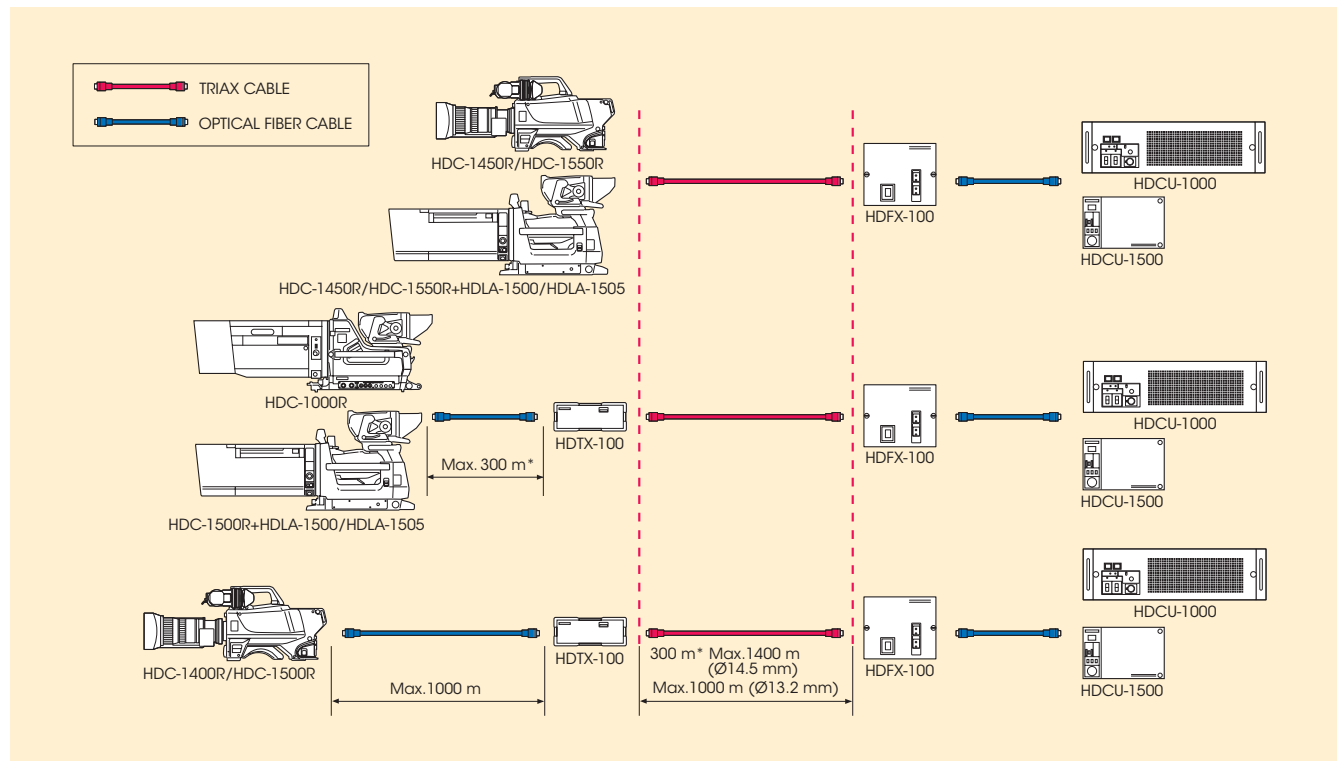 TRIAX CABLE
OPTICAL FIBER CABLE
HDC-1450R/HDC-1550R
HDFX-100
HDCU-1000
HDCU-1500
HDC-1450R/HDC-1550R+HDLA-1500/HDLA-1505
HDC-1000R
HDTX-100
HDFX-100
HDCU-1000
Max. 300 m*
HDCU-1500
HDC-1500R+HDLA-1500/HDLA-1505
HDC-1400R/HDC-1500R
HDTX-100
HDFX-100
HDCU-1000
Max.1000 m
300 m* Max.1400 m
(Ø14.5 mm)
Max.1000 m (Ø13.2 mm)
HDCU-1500